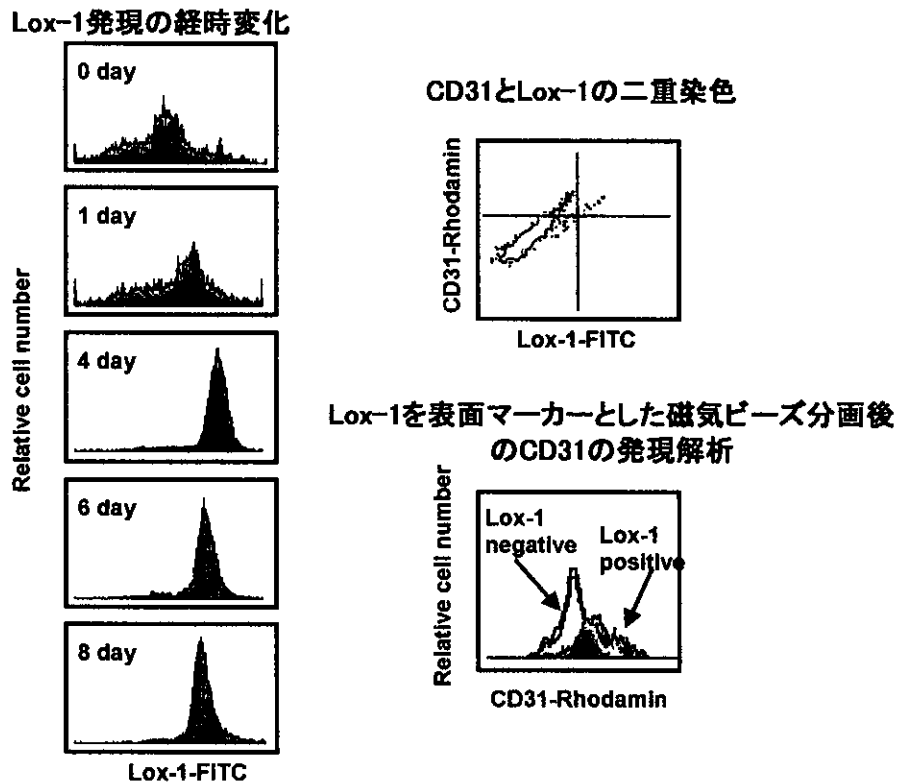 Lox-1発現の経時変化
0 day
1 day
4 day
6 day
8 day
Relative cell number
Lox-1-FITC
CD31とLox-1の二重染色
CD31-Rhodamin
Lox-1-FITC
Lox-1を表面マーカーとした磁気ビーズ分画後
のCD31の発現解析
Relative cell number
Lox-1
negative
Lox-1
positive
CD31-Rhodamin